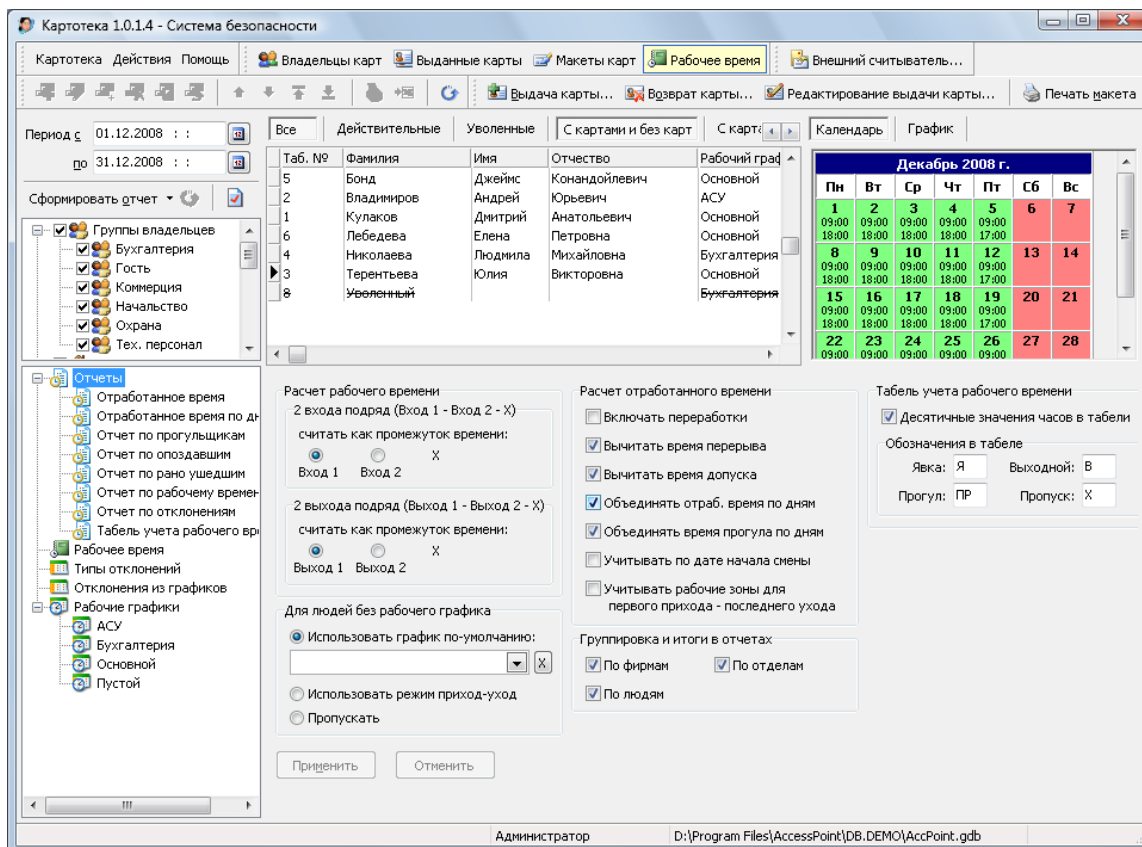 Картотека 1.0.1.4 - Система безопасности
Картотека Действия Помощь Владельцы карт Выданные карты Макеты карт Рабочее время Внешний считыватель...
Выдача карты... Возврат карты... Редактирование выдачи карты... Печать макета
Период с 01.12.2008 : :
по 31.12.2008 : :
Сформировать отчет
Группы владельцев
Бухгалтерия
Гость
Коммерция
Начальство
Охрана
Тех. персонал
Отчеты
Отработанное время
Отработанное время по дн
Отчет по прогульщикам
Отчет по опоздавшим
Отчет по рано ушедшим
Отчет по рабочему времен
Отчет по отклонениям
Табель учета рабочего вр
Рабочее время
Типы отклонений
Отклонения из графиков
Рабочие графики
АСУ
Бухгалтерия
Основной
Пустой
Все Действительные Уволенные С картами и без карт С карта
Таб. № Фамилия Имя Отчество Рабочий граф
5 Бонд Джеймс Конандойлевич Основной
2 Владимиров Андрей Юрьевич АСУ
1 Кулаков Дмитрий Анатольевич Основной
6 Лебедева Елена Петровна Основной
4 Николаева Людмила Михайловна Бухгалтерия
3 Терентьева Юлия Викторовна Основной
8 Уволенный Бухгалтерия
Календарь График
Декабрь 2008 г.
Пн Вт Ср Чт Пт Сб Вс
1 2 3 4 5 6 7
09:00 09:00 09:00 09:00 09:00
18:00 18:00 18:00 18:00 17:00
8 9 10 11 12 13 14
09:00 09:00 09:00 09:00 09:00
18:00 18:00 18:00 18:00 17:00
15 16 17 18 19 20 21
09:00 09:00 09:00 09:00 09:00
18:00 18:00 18:00 18:00 17:00
22 23 24 25 26 27 28
09:00 09:00 09:00 09:00 09:00
Расчет рабочего времени
2 входа подряд (Вход 1 - Вход 2 - X)
считать как промежуток времени:
X
Вход 1 Вход 2
2 выхода подряд (Выход 1 - Выход 2 - X)
считать как промежуток времени:
X
Выход 1 Выход 2
Для людей без рабочего графика
Использовать график по-умолчанию:
X
Использовать режим приход-уход
Пропускать
Применить Отменить
Расчет отработанного времени
Включать переработки
Вычитать время перерыва
Вычитать время допуска
Объединять отраб. время по дням
Объединять время прогула по дням
Учитывать по дате начала смены
Учитывать рабочие зоны для
первого прихода - последнего ухода
Группировка и итоги в отчетах
По фирмам По отделам
По людям
Табель учета рабочего времени
Десятичные значения часов в табели
Обозначения в табеле
Явка: Я Выходной: В
Прогул: ПР Пропуск: X
Администратор D:\Program Files\AccessPoint\DB.DEMO\AccPoint.gdb